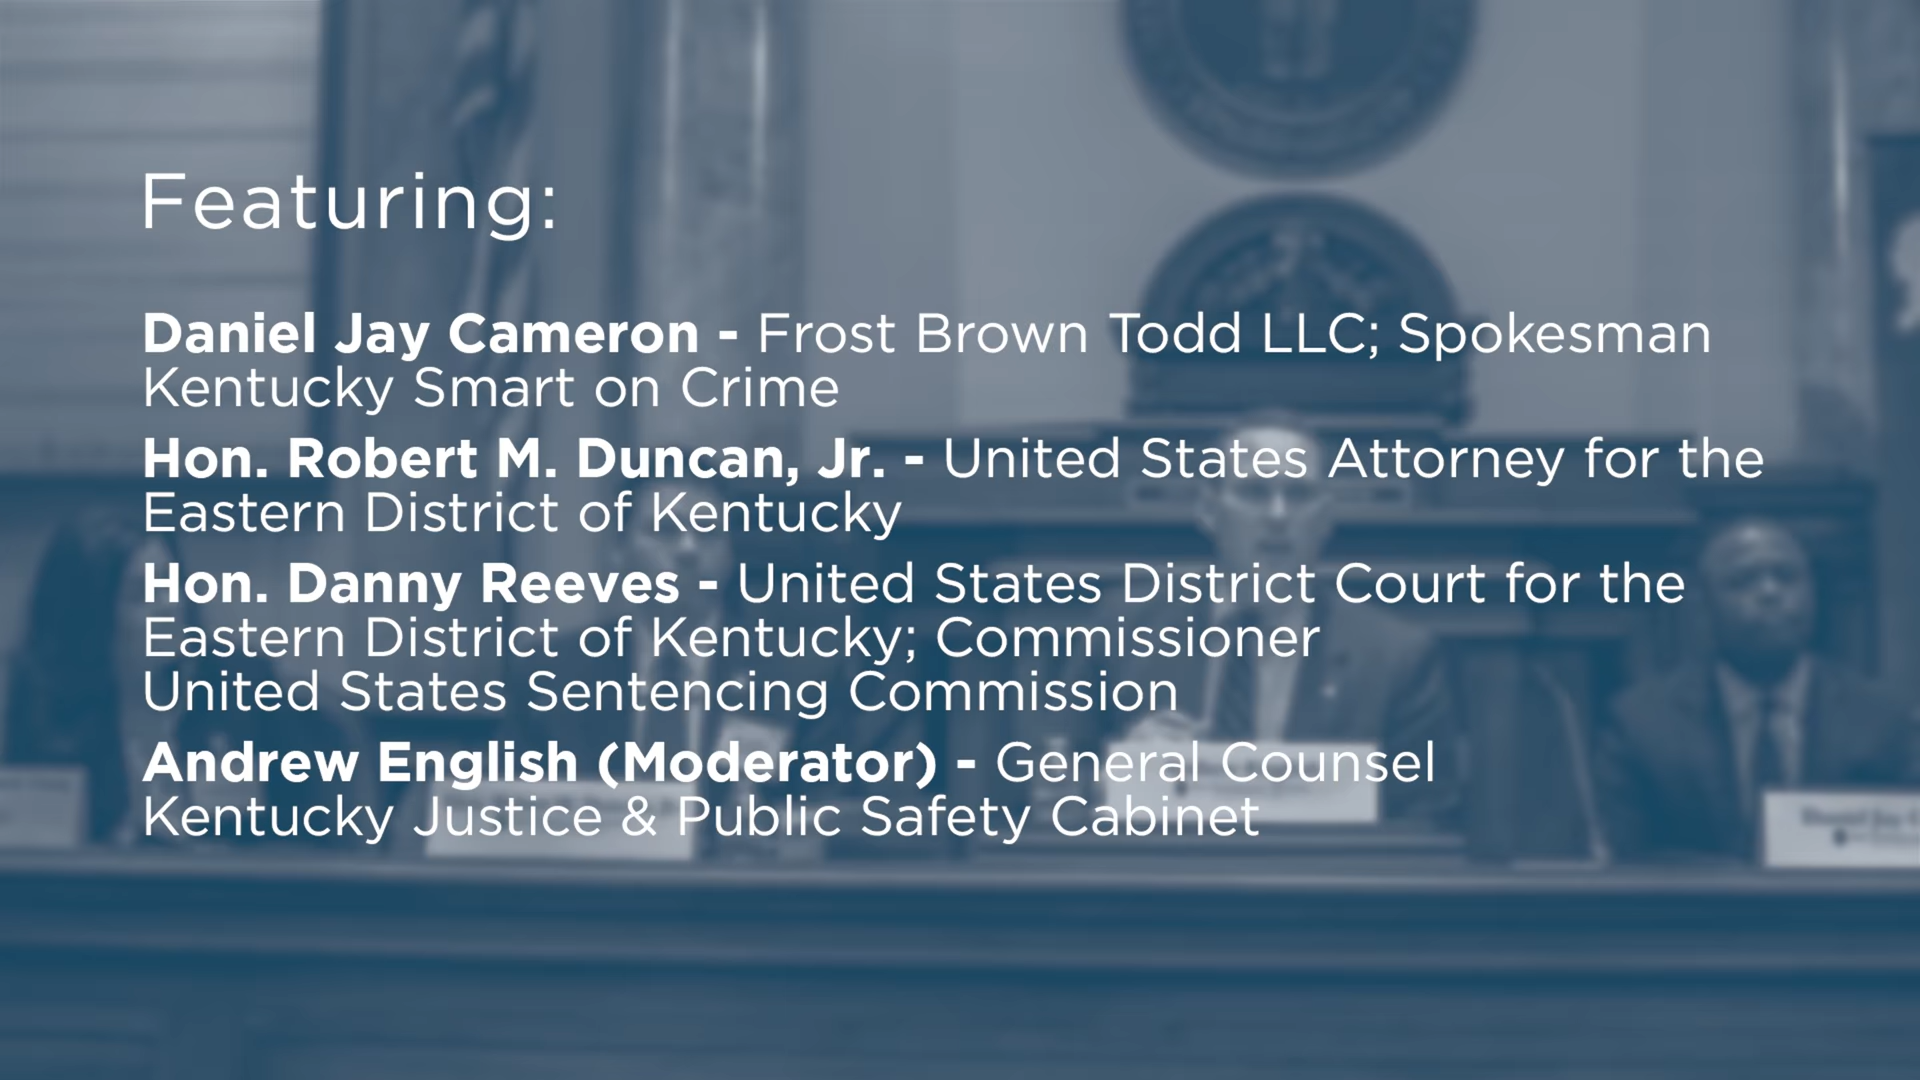 Featuring:
Daniel Jay Cameron - Frost Brown Todd LLC; Spokesman
Kentucky Smart on Crime
Hon. Robert M. Duncan, Jr. - United States Attorney for the
Eastern District of Kentucky
Hon. Danny Reeves - United States District Court for the
Eastern District of Kentucky; Commissioner
United States Sentencing Commission
Andrew English (Moderator) - General Counsel
Kentucky Justice & Public Safety Cabinet